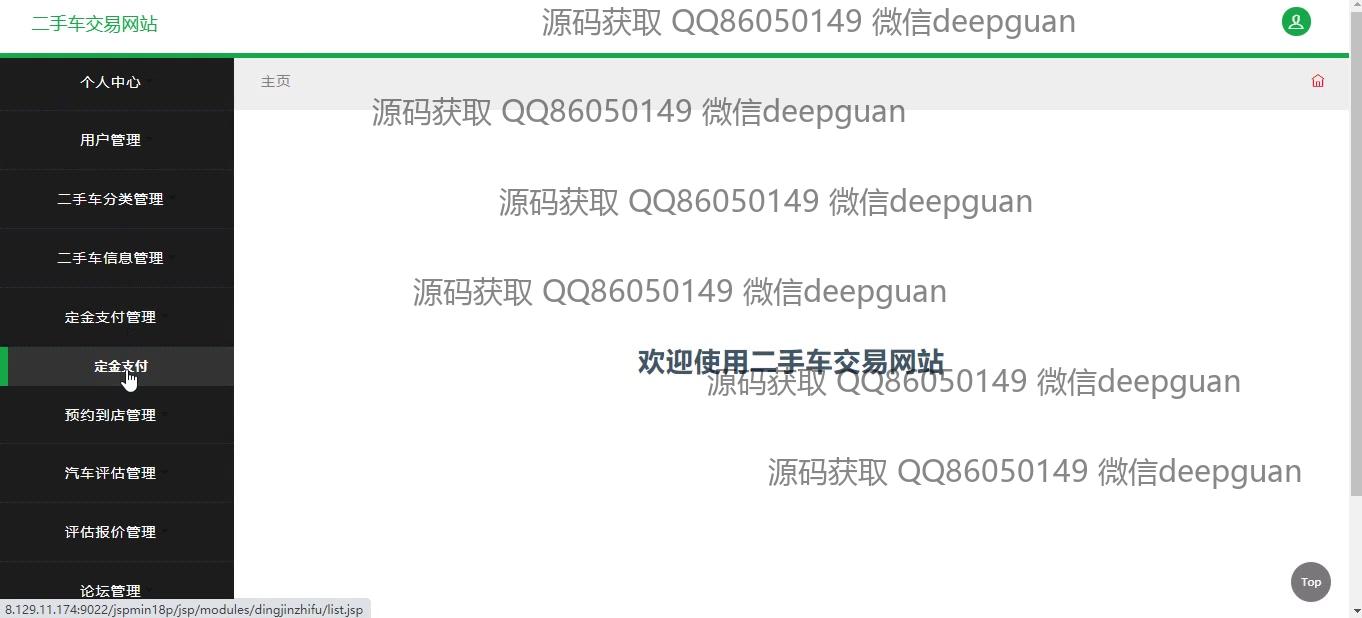 二手车交易网站
源码获取 QQ86050149 微信deepguan
个人中心
主页
源码获取 QQ86050149 微信deepguan
用户管理
二手车分类管理
源码获取 QQ86050149 微信deepguan
二手车信息管理
源码获取 QQ86050149 微信deepguan
定金支付管理
定金支付
欢迎使用二手车交易网站
源码获取 QQ86050149 微信deepguan
预约到店管理
汽车评估管理
源码获取 QQ86050149 微信deepguan
评估报价管理
论坛管理
Top
8.129.11.174:9022/jspmin18p/jsp/modules/dingjinzhifu/list.jsp